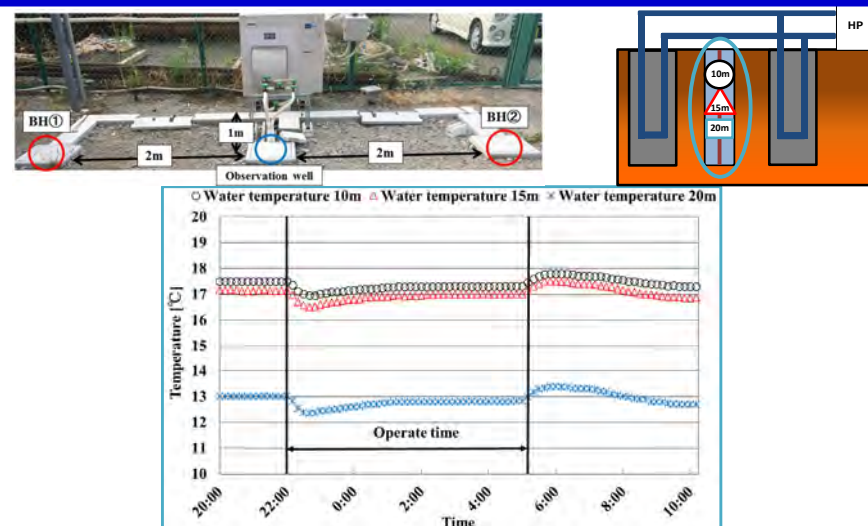 HP
BH①
BH②
1m
2m
2m
Observation well
10m
15m
20m
Water temperature 10m
Water temperature 15m
Water temperature 20m
20
19
18
17
16
15
14
13
12
11
10
Temperature [℃]
Operate time
20:00
22:00
0:00
2:00
4:00
6:00
8:00
10:00
Time